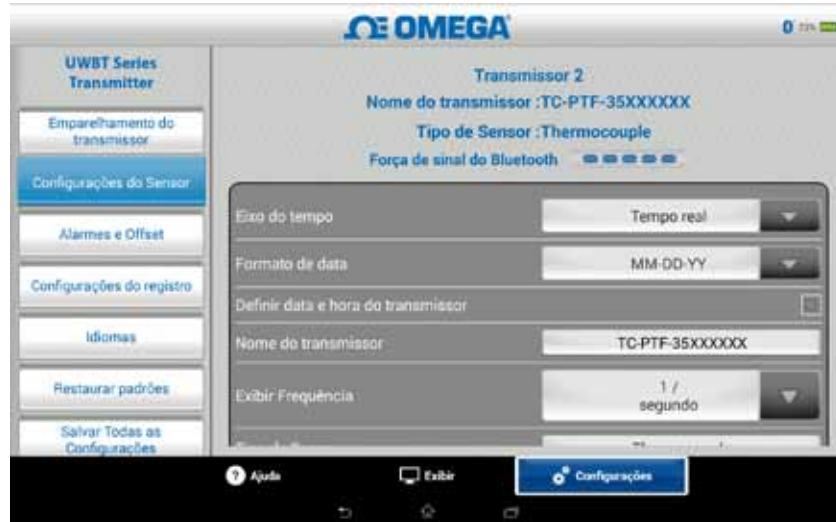 OMEGA
73%
UWBT Series
Transmitter
Emparelhamento do
transmissor
Configurações do Sensor
Alarmes e Offset
Configurações do registro
Idiomas
Restaurar padrões
Salvar Todas as
Configurações
Transmissor 2
Nome do transmissor :TC-PTF-35XXXXXX
Tipo de Sensor :Thermocouple
Força de sinal do Bluetooth
Eixo do tempo
Tempo real
Formato de data
MM-DD-YY
Definir data e hora do transmissor
Nome do transmissor
TC-PTF-35XXXXXX
Exibir Frequência
1 /
segundo
? Ajuda
Exibir
Configurações